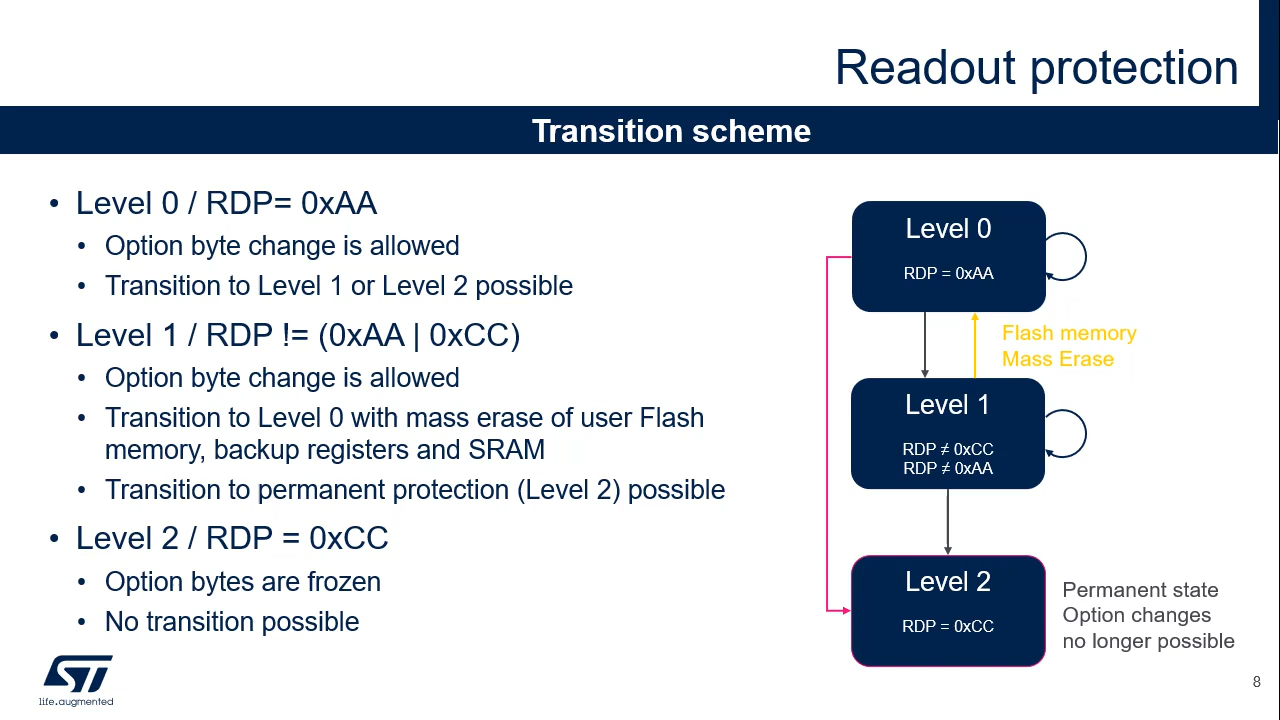 Readout protection
Transition scheme
• Level 0 / RDP= 0xAA
• Option byte change is allowed
• Transition to Level 1 or Level 2 possible
• Level 1 / RDP != (0xAA | 0xCC)
• Option byte change is allowed
• Transition to Level 0 with mass erase of user Flash
memory, backup registers and SRAM
• Transition to permanent protection (Level 2) possible
• Level 2 / RDP = 0xCC
• Option bytes are frozen
• No transition possible
Level 0
RDP = 0xAA
Flash memory
Mass Erase
Level 1
RDP ≠ 0xCC
RDP ≠ 0xAA
Level 2
RDP = 0xCC
Permanent state
Option changes
no longer possible
ST
life.augmented
8